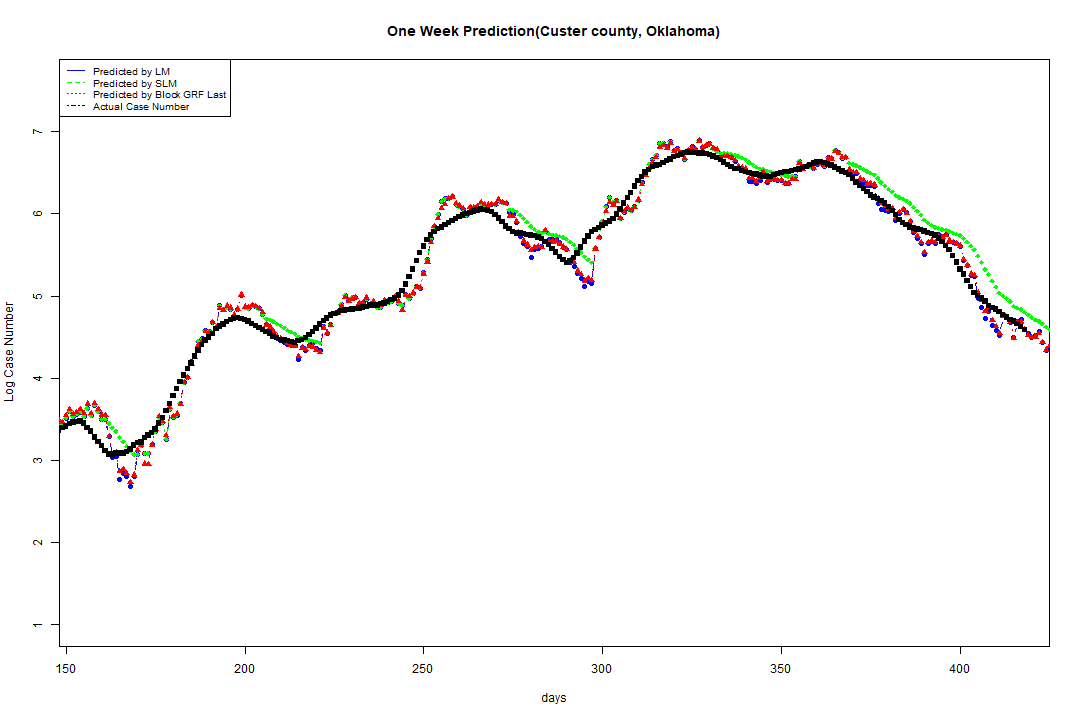 One Week Prediction(Custer county, Oklahoma)
Predicted by LM
Predicted by SLM
Predicted by Block GRF Last
Actual Case Number
7
6
5
4
3
2
1
Log Case Number
150 200 250 300 350 400
days